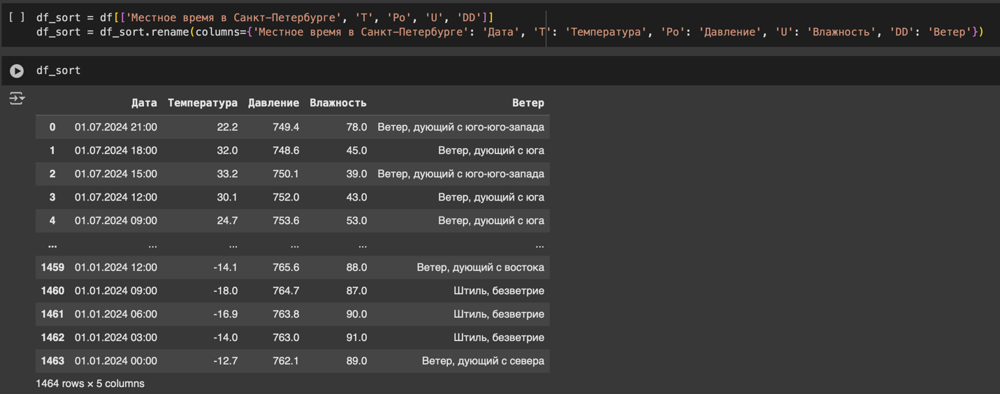 [ ] df_sort = df[['Местное время в Санкт-Петербурге', 'T', 'Po', 'U', 'DD']]
df_sort = df_sort.rename(columns={'Местное время в Санкт-Петербурге': 'Дата', 'T': 'Температура', 'Po': 'Давление', 'U': 'Влажность', 'DD': 'Ветер'})
df_sort
Дата Температура Давление Влажность Ветер
0 01.07.2024 21:00 22.2 749.4 78.0 Ветер, дующий с юго-юго-запада
1 01.07.2024 18:00 32.0 748.6 45.0 Ветер, дующий с юга
2 01.07.2024 15:00 33.2 750.1 39.0 Ветер, дующий с юго-юго-запада
3 01.07.2024 12:00 30.1 752.0 43.0 Ветер, дующий с юга
4 01.07.2024 09:00 24.7 753.6 53.0 Ветер, дующий с юга
... ... ... ... ... ...
1459 01.01.2024 12:00 -14.1 765.6 88.0 Ветер, дующий с востока
1460 01.01.2024 09:00 -18.0 764.7 87.0 Штиль, безветрие
1461 01.01.2024 06:00 -16.9 763.8 90.0 Штиль, безветрие
1462 01.01.2024 03:00 -14.0 763.0 91.0 Штиль, безветрие
1463 01.01.2024 00:00 -12.7 762.1 89.0 Ветер, дующий с севера
1464 rows × 5 columns